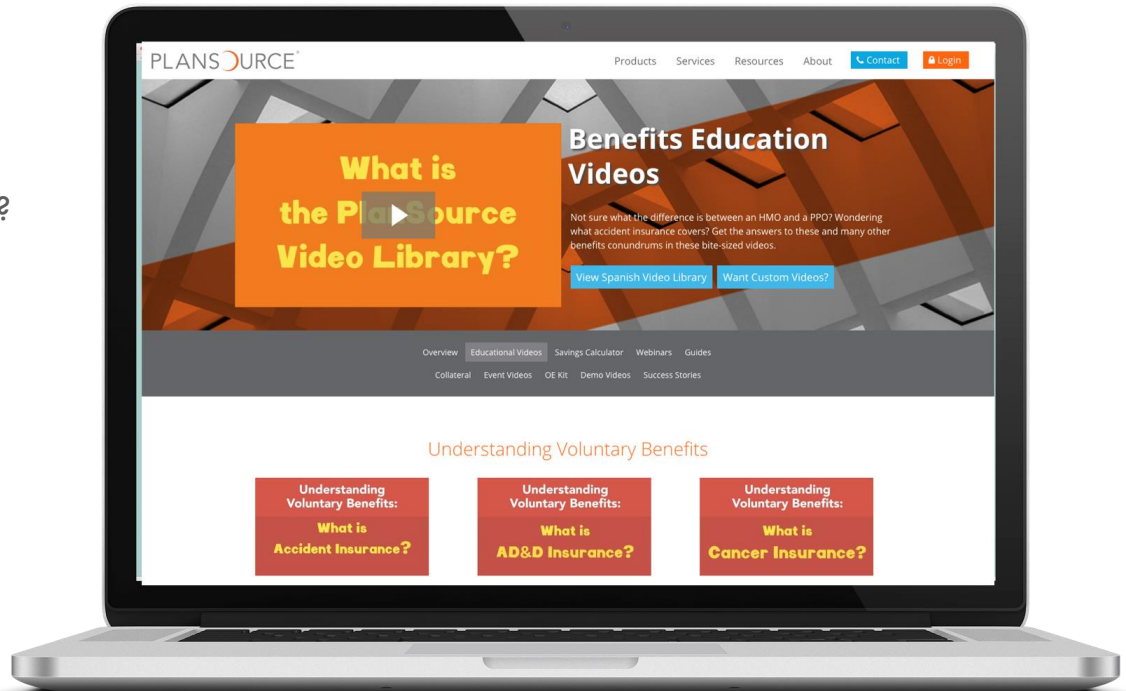 PLANSOURCE®
Products Services Resources About Contact Login
What is
the PlanSource
Video Library?
Benefits Education
Videos
Not sure what the difference is between an HMO and a PPO? Wondering
what accident insurance covers? Get the answers to these and many other
benefits conundrums in these bite-sized videos.
View Spanish Video Library Want Custom Videos?
Overview Educational Videos Savings Calculator Webinars Guides
Collateral Event Videos OE Kit Demo Videos Success Stories
Understanding Voluntary Benefits
Understanding
Voluntary Benefits:
What is
Accident Insurance?
Understanding
Voluntary Benefits:
What is
AD&D Insurance?
Understanding
Voluntary Benefits:
What is
Cancer Insurance?
?